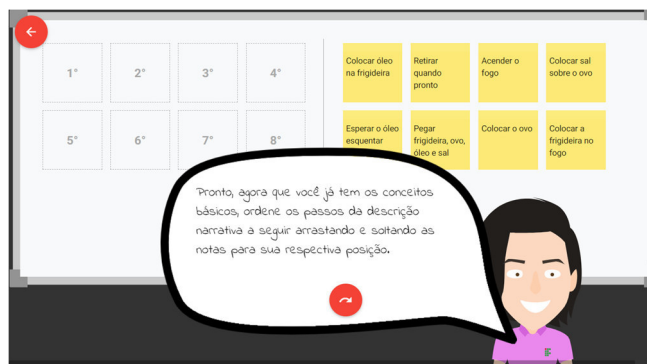 1°
2°
3°
4°
5°
6°
7°
8°
Colocar óleo
na frigideira
Retirar
quando
pronto
Acender o
fogo
Colocar sal
sobre o ovo
Esperar o óleo
esquentar
Pegar
frigideira, ovo,
óleo e sal
Colocar o ovo
Colocar a
frigideira no
fogo
Pronto, agora que você já tem os conceitos
básicos, ordene os passos da descrição
narrativa a seguir arrastando e soltando as
notas para sua respectiva posição.